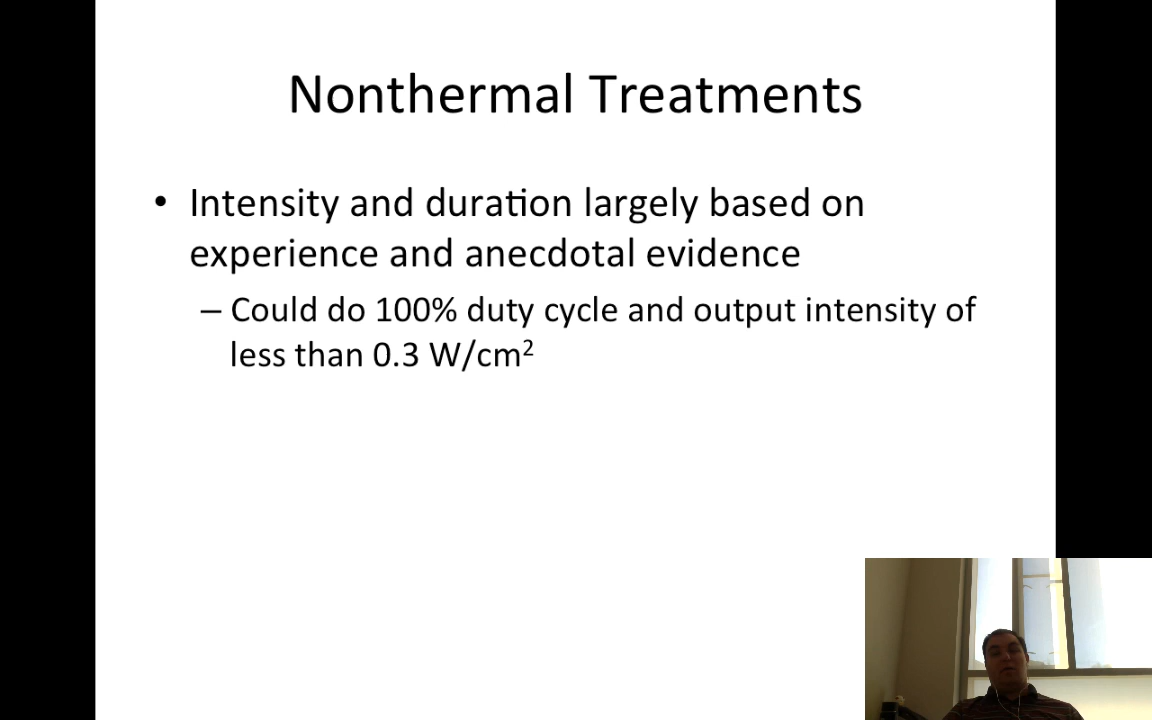 Nonthermal Treatments
• Intensity and duration largely based on
experience and anecdotal evidence
– Could do 100% duty cycle and output intensity of
less than 0.3 W/cm²